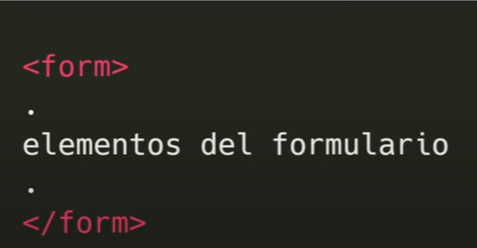 <form>
.
elementos del formulario
.
</form>